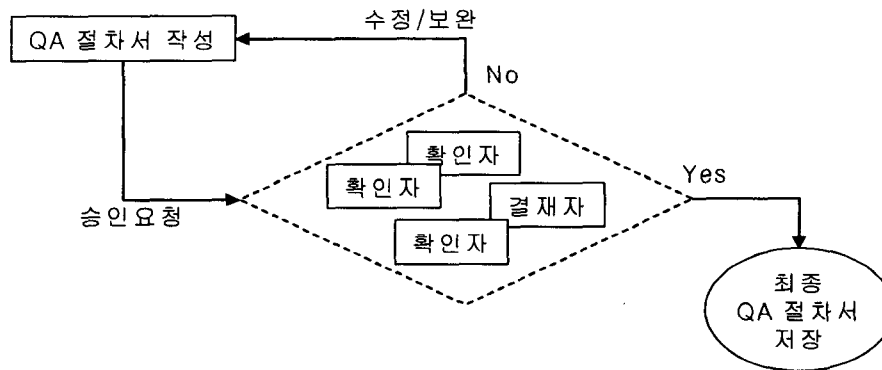 수정/보완
QA 절차서 작성
No
확인자
Yes
확인자
결재자
승인요청
확인자
최종
QA 절차서
저장